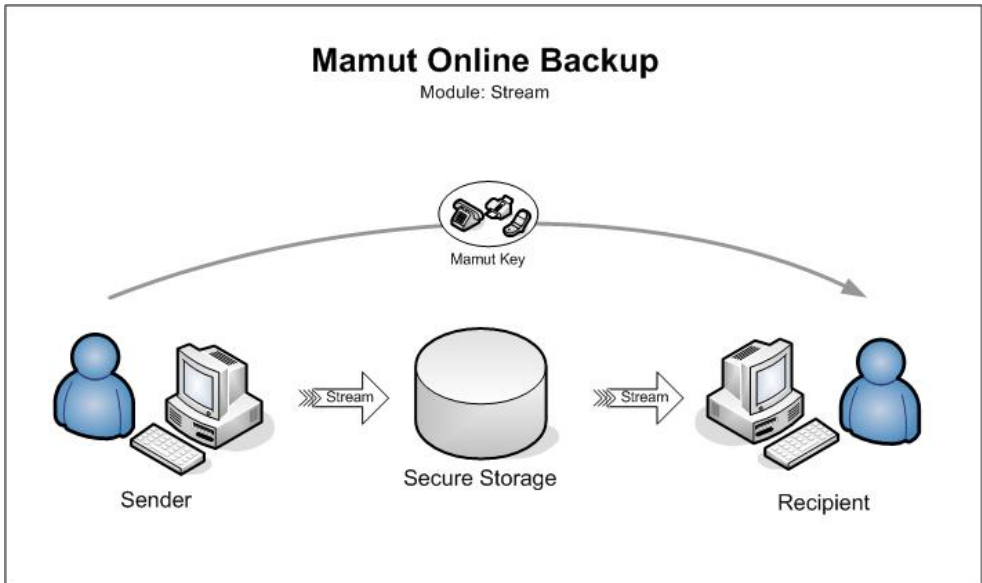 Mamut Online Backup
Module: Stream
Mamut Key
Stream
Stream
Secure Storage
Sender
Recipient